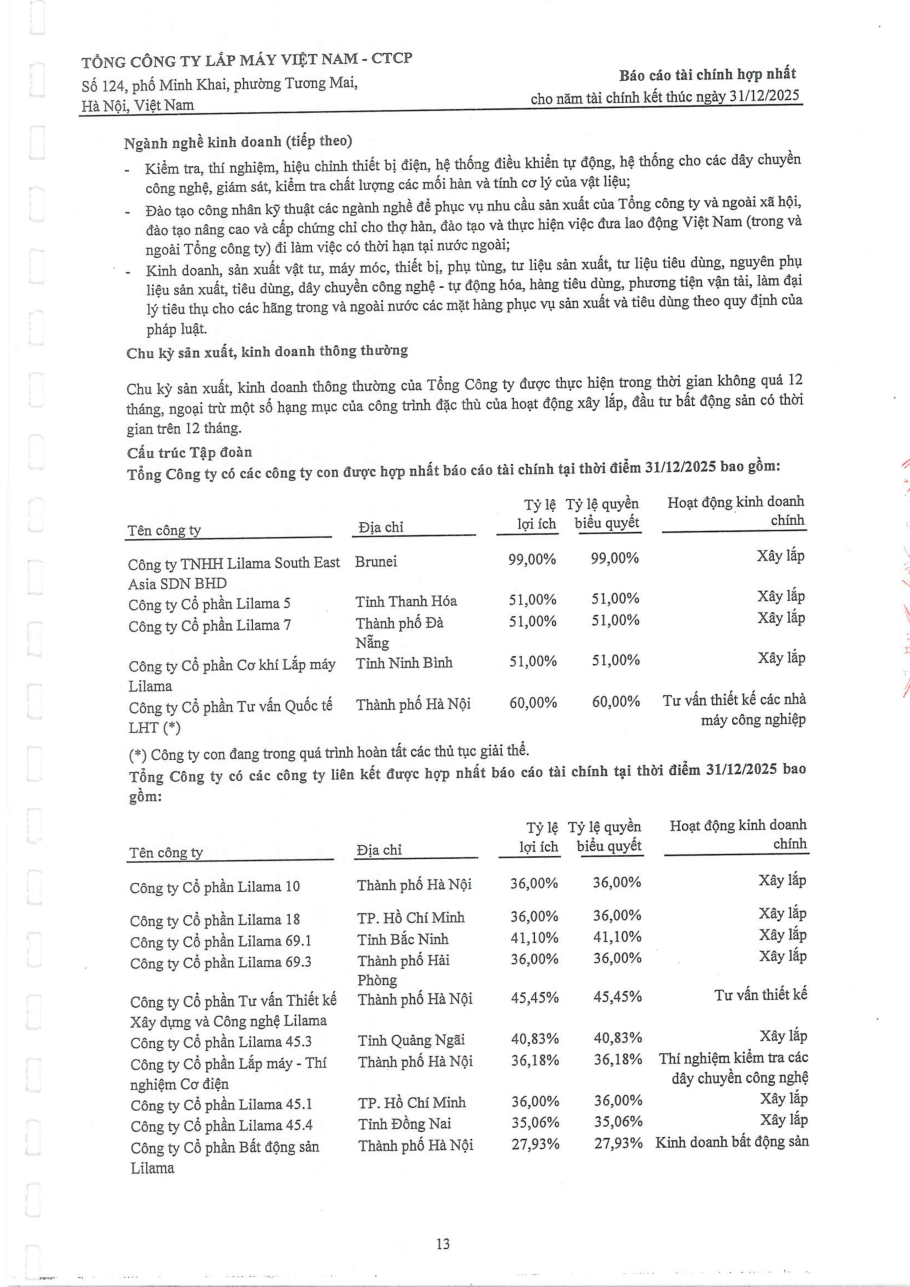 TỔNG CÔNG TY LẮP MÁY VIỆT NAM - CTCP
Số 124, phố Minh Khai, phường Tương Mai,
Hà Nội, Việt Nam
Báo cáo tài chính hợp nhất
cho năm tài chính kết thúc ngày 31/12/2025
Ngành nghề kinh doanh (tiếp theo)
- Kiểm tra, thí nghiệm, hiệu chỉnh thiết bị điện, hệ thống điều khiển tự động, hệ thống cho các dây chuyền
công nghệ, giám sát, kiểm tra chất lượng các mối hàn và tính cơ lý của vật liệu;
- Đào tạo công nhân kỹ thuật các ngành nghề để phục vụ nhu cầu sản xuất của Tổng công ty và ngoài xã hội,
đào tạo nâng cao và cấp chứng chỉ cho thợ hàn, đào tạo và thực hiện việc đưa lao động Việt Nam (trong và
ngoài Tổng công ty) đi làm việc có thời hạn tại nước ngoài;
- Kinh doanh, sản xuất vật tư, máy móc, thiết bị, phụ tùng, tư liệu sản xuất, tư liệu tiêu dùng, nguyên phụ
liệu sản xuất, tiêu dùng, dây chuyền công nghệ - tự động hóa, hàng tiêu dùng, phương tiện vận tải, làm đại
lý tiêu thụ cho các hãng trong và ngoài nước các mặt hàng phục vụ sản xuất và tiêu dùng theo quy định của
pháp luật.
Chu kỳ sản xuất, kinh doanh thông thường
Chu kỳ sản xuất, kinh doanh thông thường của Tổng Công ty được thực hiện trong thời gian không quá 12
tháng, ngoại trừ một số hạng mục của công trình đặc thù của hoạt động xây lắp, đầu tư bất động sản có thời
gian trên 12 tháng.
Cấu trúc Tập đoàn
Tổng Công ty có các công ty con được hợp nhất báo cáo tài chính tại thời điểm 31/12/2025 bao gồm:
Tỷ lệ Tỷ lệ quyền Hoạt động kinh doanh
Tên công ty Địa chỉ lợi ích biểu quyết chính
Công ty TNHH Lilama South East Brunei 99,00% 99,00% Xây lắp
Asia SDN BHD
Công ty Cổ phần Lilama 5 Tỉnh Thanh Hóa 51,00% 51,00% Xây lắp
Công ty Cổ phần Lilama 7 Thành phố Đà 51,00% 51,00% Xây lắp
Nẵng
Công ty Cổ phần Cơ khí Lắp máy Tỉnh Ninh Bình 51,00% 51,00% Xây lắp
Lilama
Công ty Cổ phần Tư vấn Quốc tế Thành phố Hà Nội 60,00% 60,00% Tư vấn thiết kế các nhà
LHT (*) máy công nghiệp
(*) Công ty con đang trong quá trình hoàn tất các thủ tục giải thể.
Tổng Công ty có các công ty liên kết được hợp nhất báo cáo tài chính tại thời điểm 31/12/2025 bao
gồm:
Tỷ lệ Tỷ lệ quyền Hoạt động kinh doanh
Tên công ty Địa chỉ lợi ích biểu quyết chính
Công ty Cổ phần Lilama 10 Thành phố Hà Nội 36,00% 36,00% Xây lắp
Công ty Cổ phần Lilama 18 TP. Hồ Chí Minh 36,00% 36,00% Xây lắp
Công ty Cổ phần Lilama 69.1 Tỉnh Bắc Ninh 41,10% 41,10% Xây lắp
Công ty Cổ phần Lilama 69.3 Thành phố Hải 36,00% 36,00% Xây lắp
Phòng
Công ty Cổ phần Tư vấn Thiết kế Thành phố Hà Nội 45,45% 45,45% Tư vấn thiết kế
Xây dựng và Công nghệ Lilama
Công ty Cổ phần Lilama 45.3 Tỉnh Quảng Ngãi 40,83% 40,83% Xây lắp
Công ty Cổ phần Lắp máy - Thí Thành phố Hà Nội 36,18% 36,18% Thí nghiệm kiểm tra các
nghiệm Cơ điện dây chuyền công nghệ
Công ty Cổ phần Lilama 45.1 TP. Hồ Chí Minh 36,00% 36,00% Xây lắp
Công ty Cổ phần Lilama 45.4 Tỉnh Đồng Nai 35,06% 35,06% Xây lắp
Công ty Cổ phần Bất động sản Thành phố Hà Nội 27,93% 27,93% Kinh doanh bất động sản
Lilama
13